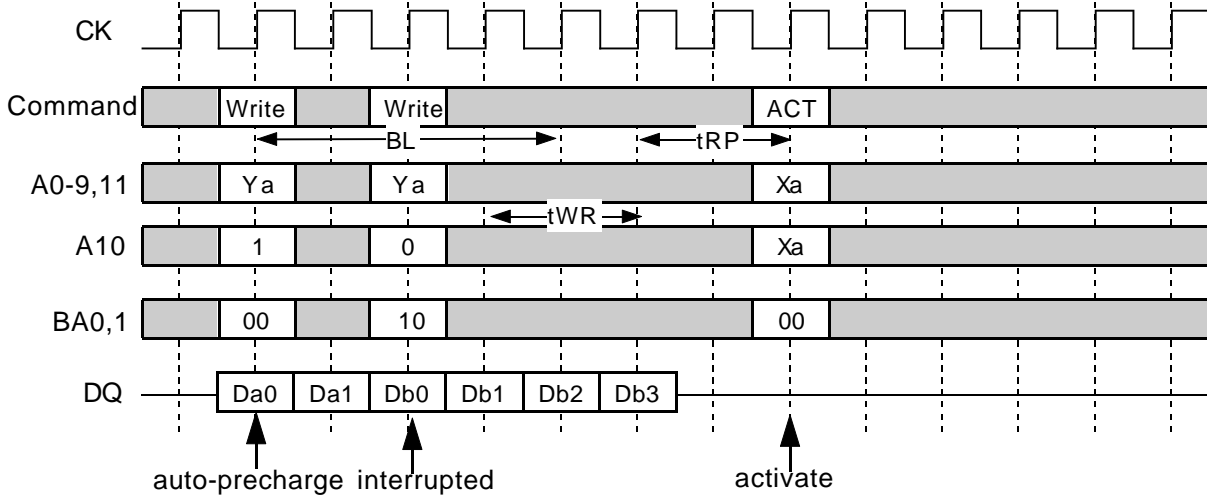 CK
Command Write Write ACT
BL tRP
A0-9,11 Ya Ya Xa
tWR
A10 1 0 Xa
BA0,1 00 10 00
DQ Da0 Da1 Db0 Db1 Db2 Db3
auto-precharge interrupted activate